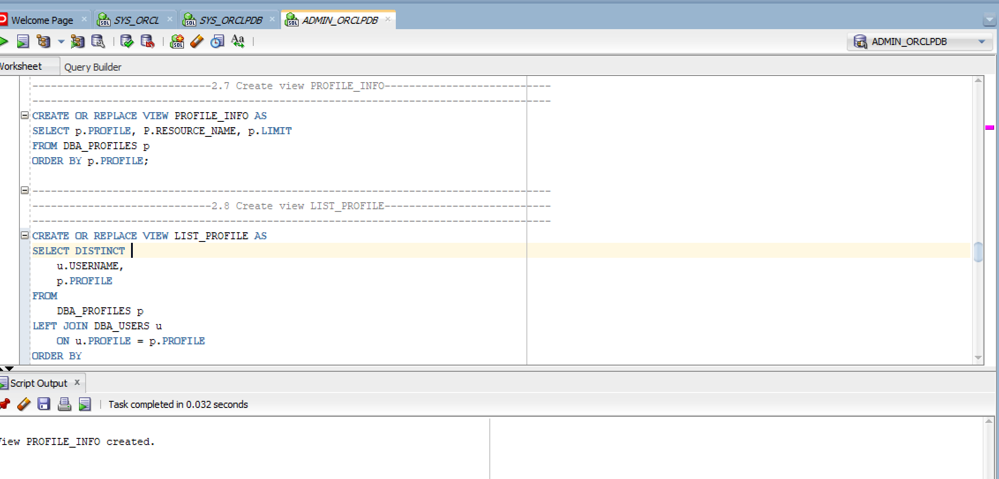 Welcome Page
SYS_ORCL
SYS_ORCLPDB
ADMIN_ORCLPDB
ADMIN_ORCLPDB
Worksheet
Query Builder
-----------------------------2.7 Create view PROFILE_INFO---------------------------
------------------------------------------------------------------------------------
CREATE OR REPLACE VIEW PROFILE_INFO AS
SELECT p.PROFILE, P.RESOURCE_NAME, p.LIMIT
FROM DBA_PROFILES p
ORDER BY p.PROFILE;
------------------------------------------------------------------------------------
-----------------------------2.8 Create view LIST_PROFILE---------------------------
------------------------------------------------------------------------------------
CREATE OR REPLACE VIEW LIST_PROFILE AS
SELECT DISTINCT
u.USERNAME,
p.PROFILE
FROM
DBA_PROFILES p
LEFT JOIN DBA_USERS u
ON u.PROFILE = p.PROFILE
ORDER BY
Script Output
Task completed in 0.032 seconds
View PROFILE_INFO created.